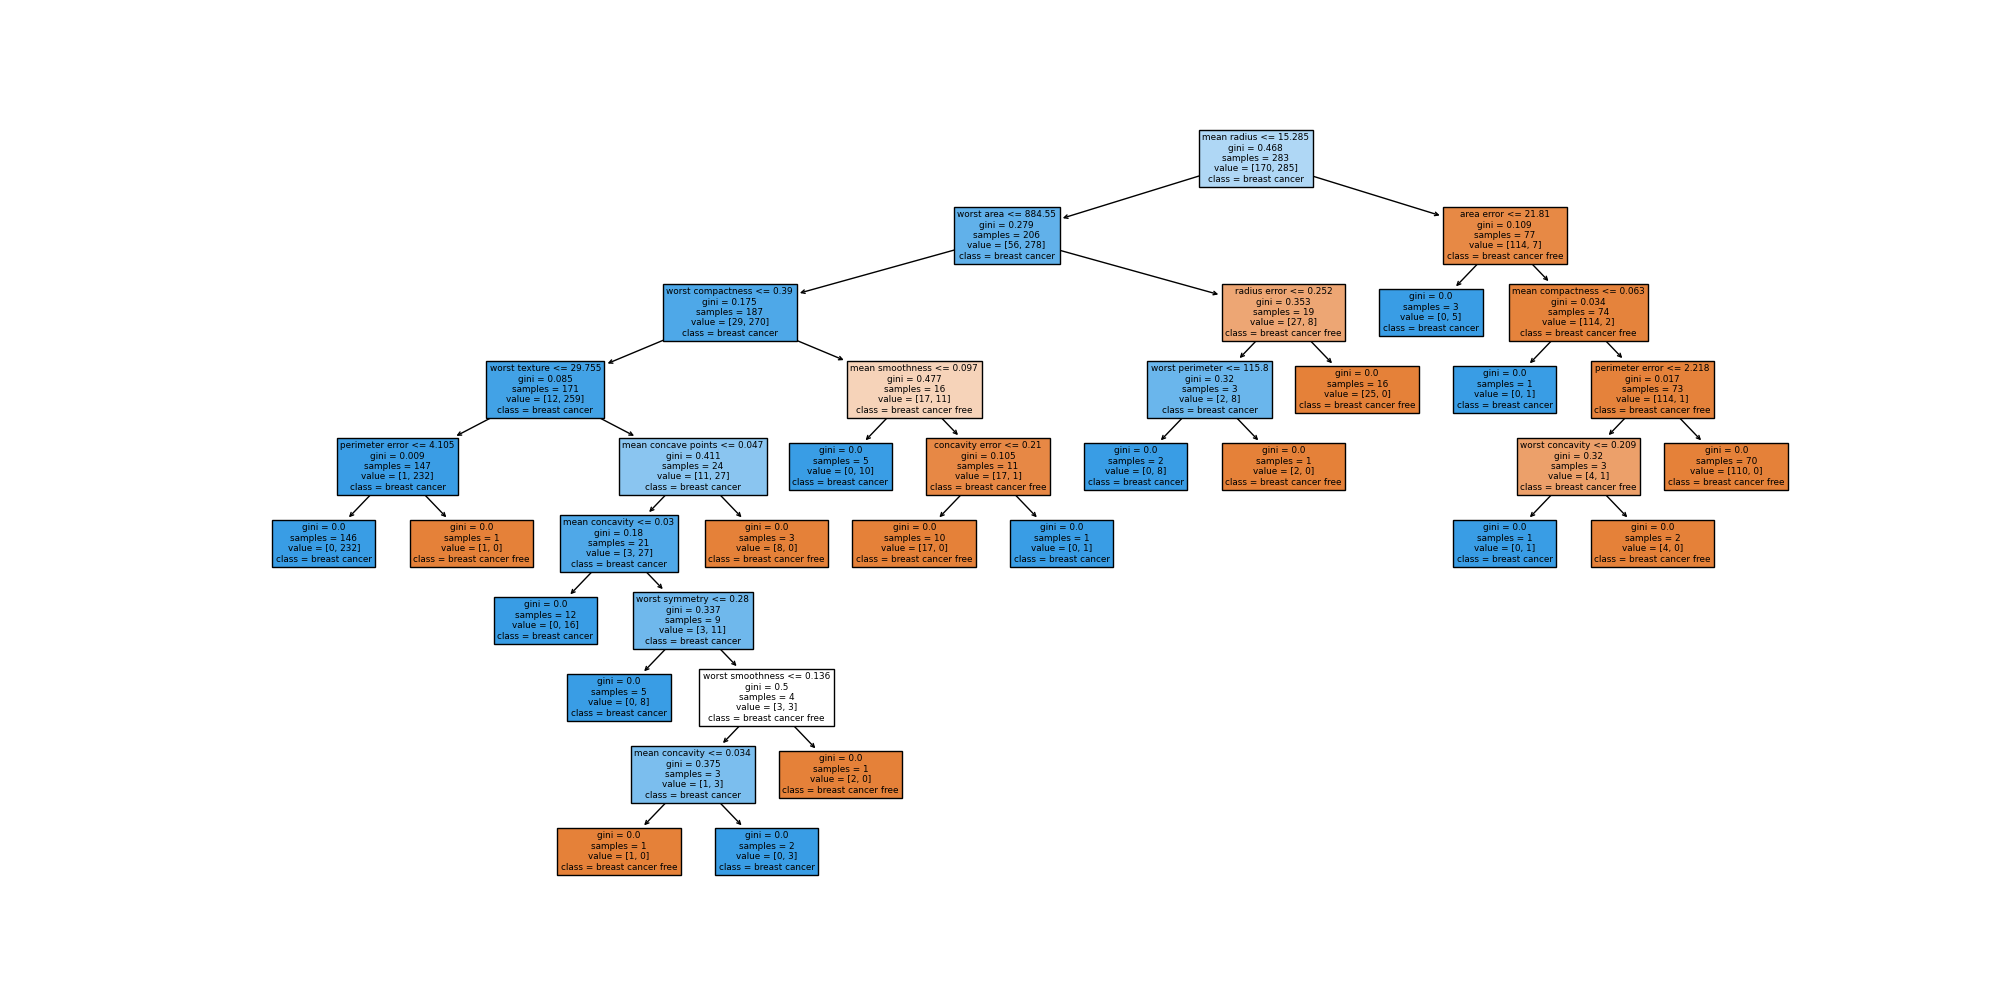 mean radius <= 15.285
gini = 0.468
samples = 283
value = [170, 285]
class = breast cancer
worst area <= 884.55
gini = 0.279
samples = 206
value = [56, 278]
class = breast cancer
area error <= 21.81
gini = 0.109
samples = 77
value = [114, 7]
class = breast cancer free
worst compactness <= 0.39
gini = 0.175
samples = 187
value = [29, 270]
class = breast cancer
radius error <= 0.252
gini = 0.353
samples = 19
value = [27, 8]
class = breast cancer free
gini = 0.0
samples = 3
value = [0, 5]
class = breast cancer
mean compactness <= 0.063
gini = 0.034
samples = 74
value = [114, 2]
class = breast cancer free
worst texture <= 29.755
gini = 0.085
samples = 171
value = [12, 259]
class = breast cancer
mean smoothness <= 0.097
gini = 0.477
samples = 16
value = [17, 11]
class = breast cancer free
worst perimeter <= 115.8
gini = 0.32
samples = 3
value = [2, 8]
class = breast cancer
gini = 0.0
samples = 16
value = [25, 0]
class = breast cancer free
gini = 0.0
samples = 1
value = [0, 1]
class = breast cancer
perimeter error <= 2.218
gini = 0.017
samples = 73
value = [114, 1]
class = breast cancer free
perimeter error <= 4.105
gini = 0.009
samples = 147
value = [1, 232]
class = breast cancer
mean concave points <= 0.047
gini = 0.411
samples = 24
value = [11, 27]
class = breast cancer
gini = 0.0
samples = 5
value = [0, 10]
class = breast cancer
concavity error <= 0.21
gini = 0.105
samples = 11
value = [17, 1]
class = breast cancer free
gini = 0.0
samples = 2
value = [0, 8]
class = breast cancer
gini = 0.0
samples = 1
value = [2, 0]
class = breast cancer free
worst concavity <= 0.209
gini = 0.32
samples = 3
value = [4, 1]
class = breast cancer free
gini = 0.0
samples = 70
value = [110, 0]
class = breast cancer free
gini = 0.0
samples = 146
value = [0, 232]
class = breast cancer
gini = 0.0
samples = 1
value = [1, 0]
class = breast cancer free
mean concavity <= 0.03
gini = 0.18
samples = 21
value = [3, 27]
class = breast cancer
gini = 0.0
samples = 3
value = [8, 0]
class = breast cancer free
gini = 0.0
samples = 10
value = [17, 0]
class = breast cancer free
gini = 0.0
samples = 1
value = [0, 1]
class = breast cancer
gini = 0.0
samples = 1
value = [0, 1]
class = breast cancer
gini = 0.0
samples = 2
value = [4, 0]
class = breast cancer free
gini = 0.0
samples = 12
value = [0, 16]
class = breast cancer
worst symmetry <= 0.28
gini = 0.337
samples = 9
value = [3, 11]
class = breast cancer
gini = 0.0
samples = 5
value = [0, 8]
class = breast cancer
worst smoothness <= 0.136
gini = 0.5
samples = 4
value = [3, 3]
class = breast cancer free
mean concavity <= 0.034
gini = 0.375
samples = 3
value = [1, 3]
class = breast cancer
gini = 0.0
samples = 1
value = [2, 0]
class = breast cancer free
gini = 0.0
samples = 1
value = [1, 0]
class = breast cancer free
gini = 0.0
samples = 2
value = [0, 3]
class = breast cancer